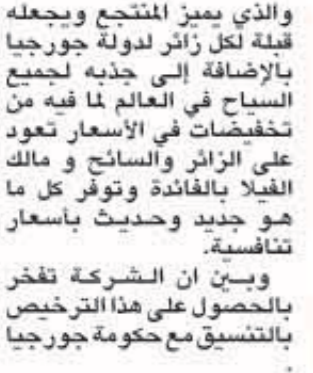 والذي يميز المنتجع ويجعله
قبلة لكل زائر لدولة جورجيا
بالإضافة إلى جذبه لجميع
السياح في العالم لما فيه من
تخفيضات في الأسعار تعود
على الزائر والسائح و مالك
الفيلا بالفائدة وتوفر كل ما
هو جديد وحديث بأسعار
تنافسية.
وبين ان الشركة تفخر
بالحصول على هذا الترخيص
بالتنسيق مع حكومة جورجيا
.